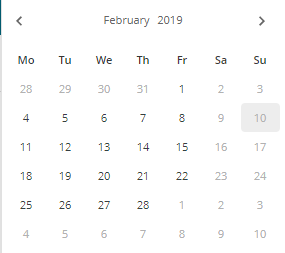 February 2019
Mo Tu We Th Fr Sa Su
28 29 30 31 1 2 3
4 5 6 7 8 9 10
11 12 13 14 15 16 17
18 19 20 21 22 23 24
25 26 27 28 1 2 3
4 5 6 7 8 9 10